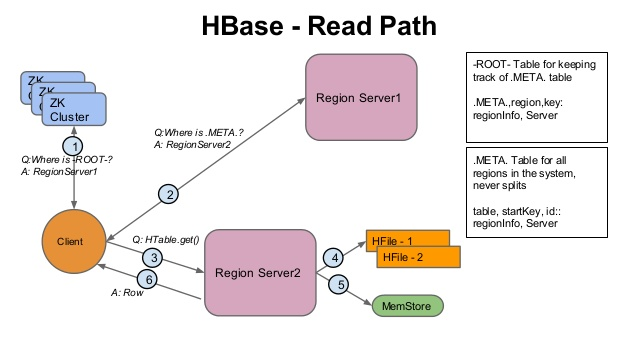 HBase - Read Path
ZK
ZK
ZK
Cluster
Region Server1
-ROOT- Table for keeping
track of .META. table
.META.,region,key:
regionInfo, Server
Q:Where is .META.?
A: RegionServer2
1
Q:Where is -ROOT-?
A: RegionServer1
.META. Table for all
regions in the system,
never splits
table, startKey, id::
regionInfo, Server
2
Client
Q: HTable.get()
3
Region Server2
4
HFile - 1
HFile - 2
6
5
A: Row
MemStore